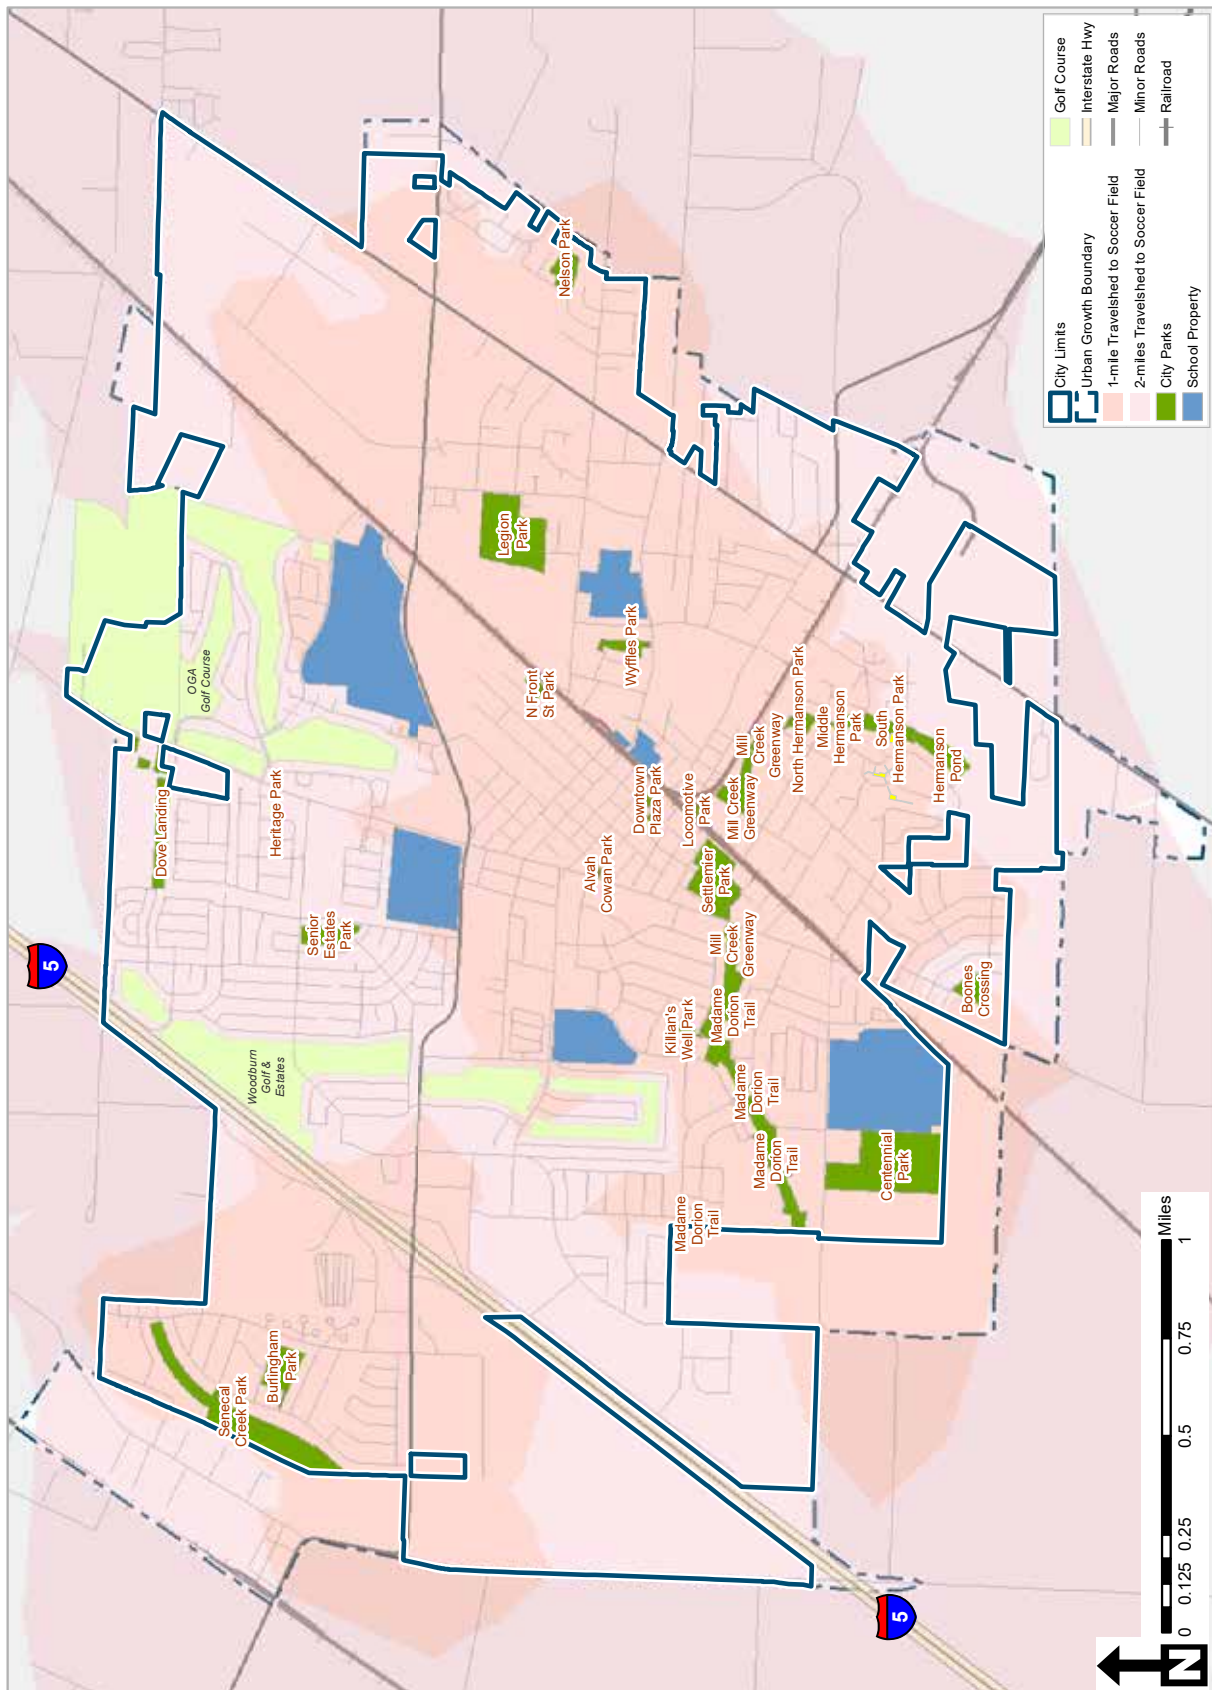 5
Dove Landing
OGA
Golf Course
Senecal
Creek Park
Woodburn
Golf &
Estates
Burlingham
Park
Heritage Park
Senior
Estates
Park
Legion
Park
N Front
St Park
Nelson Park
Alvah
Cowan Park
Wyffles Park
Downtown
Plaza Park
Killian's
Well Park
Locomotive
Park
Madame
Dorion
Trail
Settlemier
Park
Madame
Dorion
Trail
Mill
Creek
Greenway
Mill Creek
Greenway
Mill
Creek
Greenway
Madame
Dorion
Trail
Madame
Dorion
Trail
North Hermanson Park
Middle
Hermanson
Park
Centennial
Park
South
Hermanson Park
5
Hermanson
Pond
Boones
Crossing
City Limits
Urban Growth Boundary
1-mile Travelshed to Soccer Field
2-miles Travelshed to Soccer Field
City Parks
School Property
Golf Course
Interstate Hwy
Major Roads
Minor Roads
Railroad
N
Miles
0 0.125 0.25 0.5 0.75 1